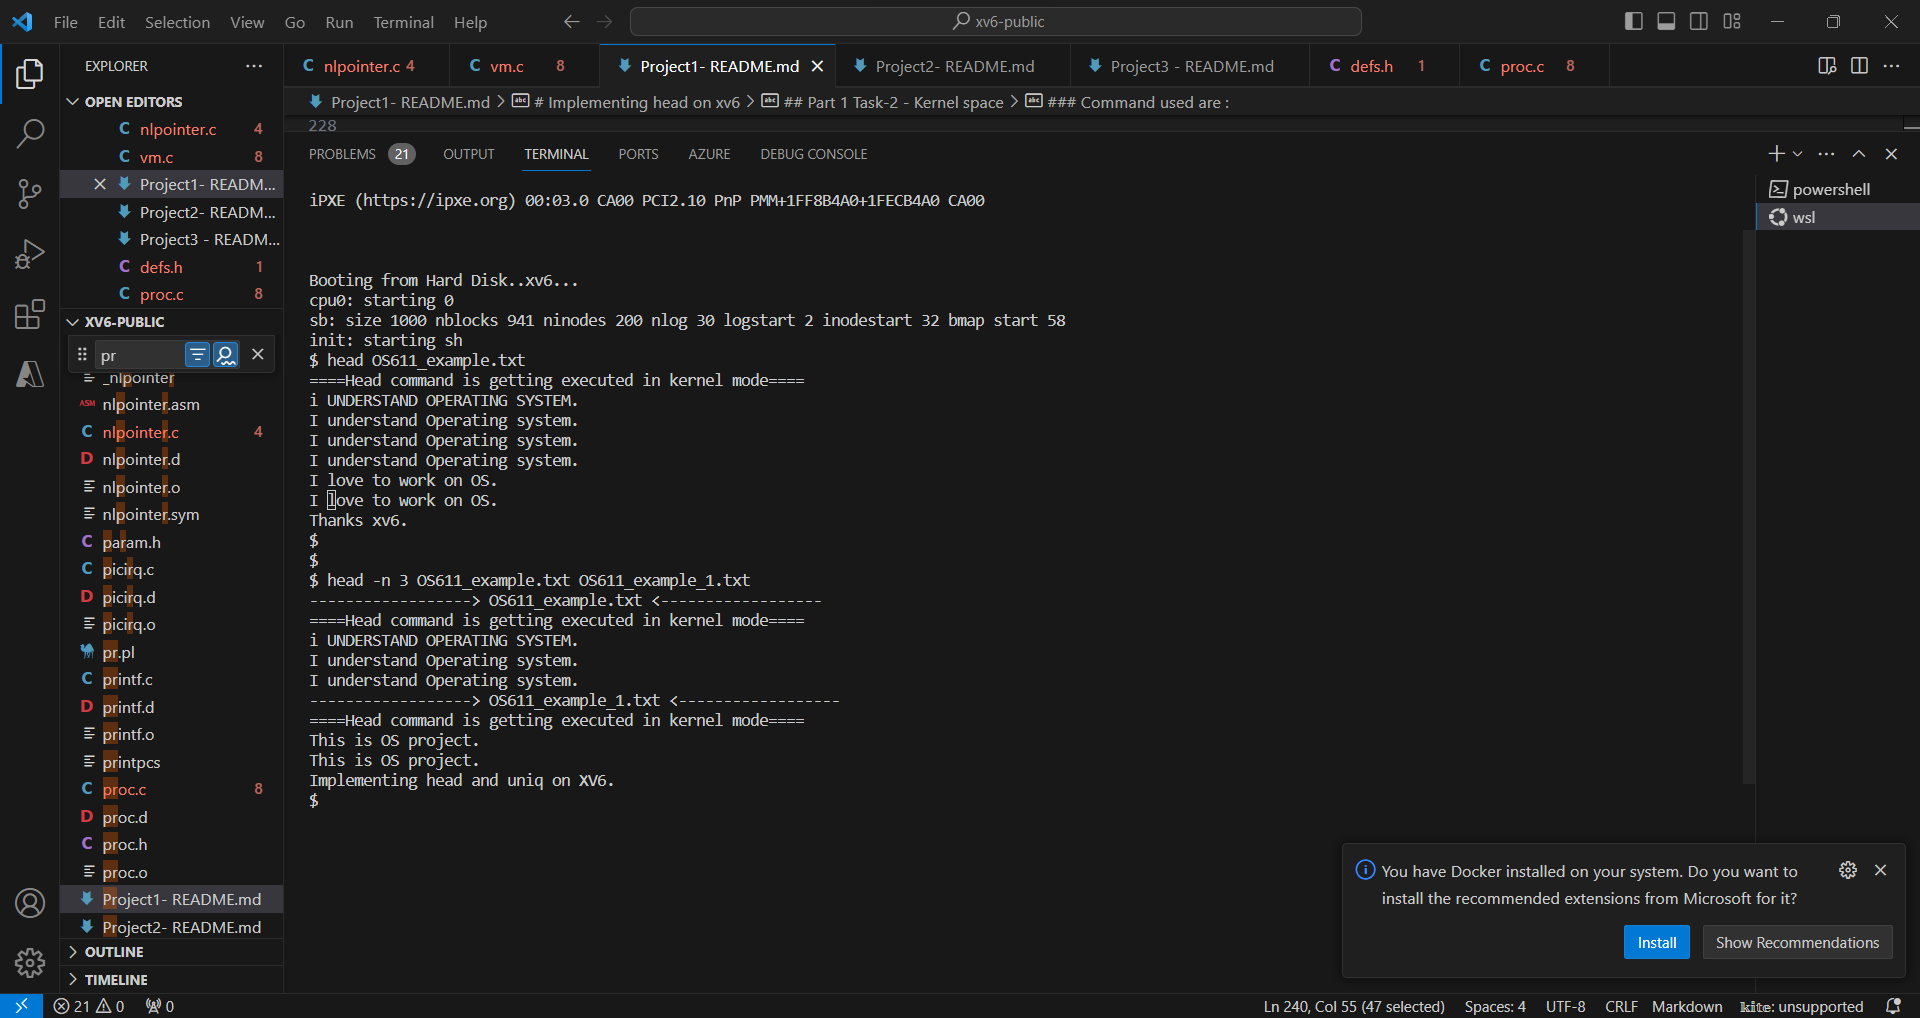 File Edit Selection View Go Run Terminal Help
xv6-public
EXPLORER
OPEN EDITORS
nlpointer.c 4
vm.c 8
Project1- READM...
Project2- READM...
Project3 - READM...
defs.h 1
proc.c 8
XV6-PUBLIC
pr
_nlpointer
nlpointer.asm
nlpointer.c 4
nlpointer.d
nlpointer.o
nlpointer.sym
param.h
picirq.c
picirq.d
picirq.o
pr.pl
printf.c
printf.d
printf.o
printpcs
proc.c 8
proc.d
proc.h
proc.o
Project1- README.md
Project2- README.md
OUTLINE
TIMELINE
nlpointer.c 4 vm.c 8 Project1- README.md Project2- README.md Project3 - README.md defs.h 1 proc.c 8
Project1- README.md > # Implementing head on xv6 > ## Part 1 Task-2 - Kernel space > ### Command used are :
228
PROBLEMS 21 OUTPUT TERMINAL PORTS AZURE DEBUG CONSOLE
powershell
wsl
iPXE (https://ipxe.org) 00:03.0 CA00 PCI2.10 PnP PMM+1FF8B4A0+1FECB4A0 CA00
Booting from Hard Disk..xv6...
cpu0: starting 0
sb: size 1000 nblocks 941 ninodes 200 nlog 30 logstart 2 inodestart 32 bmap start 58
init: starting sh
$ head OS611_example.txt
====Head command is getting executed in kernel mode====
i UNDERSTAND OPERATING SYSTEM.
I understand Operating system.
I understand Operating system.
I understand Operating system.
I love to work on OS.
I love to work on OS.
Thanks xv6.
$
$
$ head -n 3 OS611_example.txt OS611_example_1.txt
------------------> OS611_example.txt <------------------
====Head command is getting executed in kernel mode====
i UNDERSTAND OPERATING SYSTEM.
I understand Operating system.
I understand Operating system.
------------------> OS611_example_1.txt <------------------
====Head command is getting executed in kernel mode====
This is OS project.
This is OS project.
Implementing head and uniq on XV6.
$
You have Docker installed on your system. Do you want to
install the recommended extensions from Microsoft for it?
Install Show Recommendations
21 0 0 Ln 240, Col 55 (47 selected) Spaces: 4 UTF-8 CRLF Markdown kite: unsupported